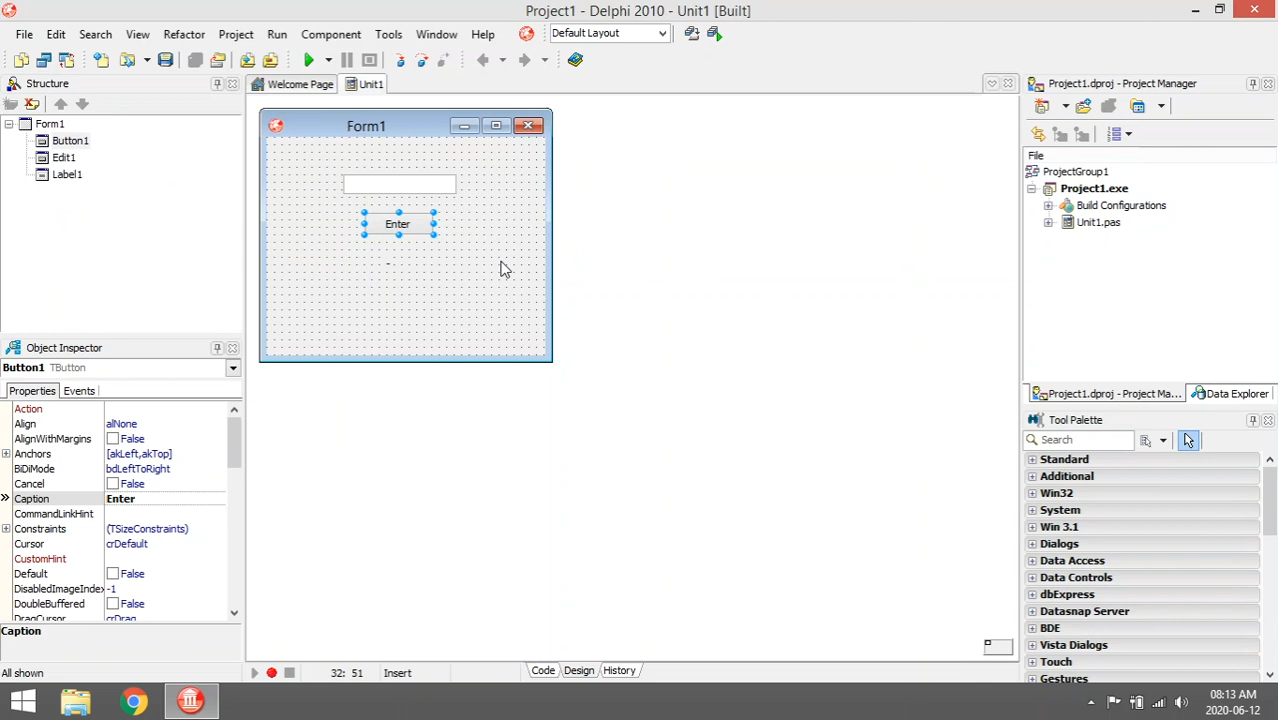 Project1 - Delphi 2010 - Unit1 [Built]
File Edit Search View Refactor Project Run Component Tools Window Help Default Layout
Structure
Welcome Page Unit1
Project1.dproj - Project Manager
Form1
Button1
Edit1
Label1
Form1
Enter
-
File
ProjectGroup1
Project1.exe
Build Configurations
Unit1.pas
Project1.dproj - Project Ma... Data Explorer
Object Inspector
Button1 TButton
Properties Events
Action
Align alNone
AlignWithMargins False
Anchors [akLeft,akTop]
BiDiMode bdLeftToRight
Cancel False
Caption Enter
CommandLinkHint
Constraints (TSizeConstraints)
Cursor crDefault
CustomHint
Default False
DisabledImageIndex -1
DoubleBuffered False
DragCursor crDrag
Caption
All shown
Tool Palette
Search
Standard
Additional
Win32
System
Win 3.1
Dialogs
Data Access
Data Controls
dbExpress
Datasnap Server
BDE
Vista Dialogs
Touch
Gestures
32: 51 Insert Code Design History
08:13 AM
2020-06-12